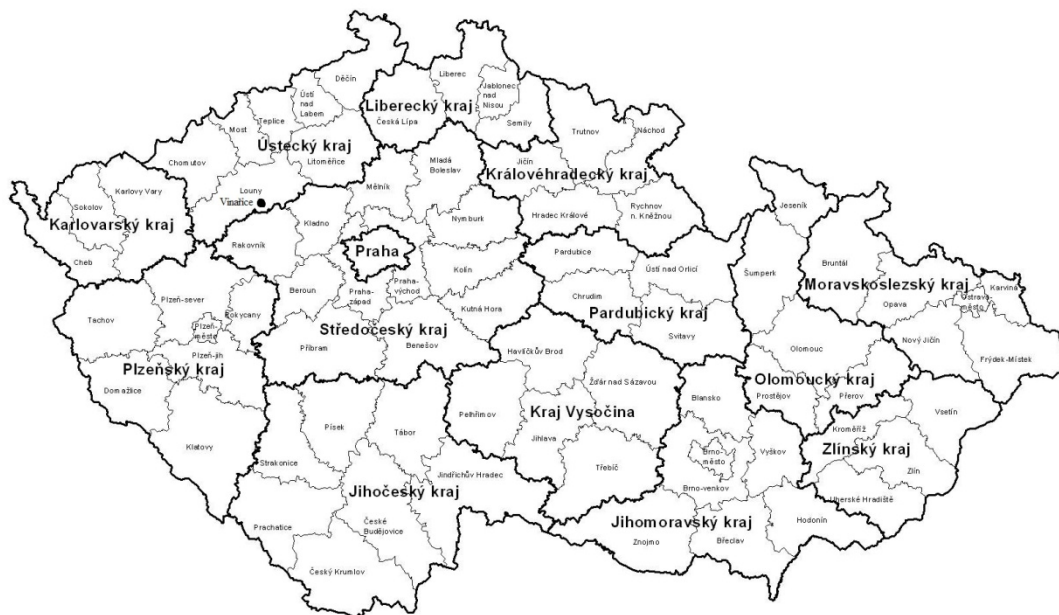 Děčín
Ústí
nad
Labem
Liberec
Jablonec
nad
Nisou
Liberecký kraj
Česká Lípa
Semily
Teplice
Most
Ústecký kraj
Litoměřice
Chomutov
Louny
Vinařice
Trutnov
Náchod
Jičín
Královéhradecký kraj
Hradec Králové
Rychnov
n. Kněžnou
Mladá
Boleslav
Mělník
Nymburk
Karlovy Vary
Sokolov
Karlovarský kraj
Cheb
Kladno
Rakovník
Praha
Kolín
Beroun
Praha-
západ
Praha-
východ
Kutná Hora
Středočeský kraj
Benešov
Příbram
Pardubice
Ústí nad Orlicí
Chrudim
Pardubický kraj
Svitavy
Jeseník
Šumperk
Bruntál
Moravskoslezský kraj
Karviná
Ostrava-
město
Opava
Nový Jičín
Frýdek-Místek
Plzeň-sever
Rokycany
Tachov
Plzeň-
město
Plzeň-jih
Plzeňský kraj
Domažlice
Klatovy
Havlíčkův Brod
Žďár nad Sázavou
Pelhřimov
Kraj Vysočina
Jihlava
Třebíč
Olomouc
Olomoucký kraj
Prostějov
Přerov
Blansko
Brno-
město
Vyškov
Brno-venkov
Jihomoravský kraj
Znojmo
Břeclav
Hodonín
Vsetín
Kroměříž
Zlínský kraj
Zlín
Uherské Hradiště
Písek
Tábor
Strakonice
Jindřichův Hradec
Jihočeský kraj
Prachatice
České
Budějovice
Český Krumlov